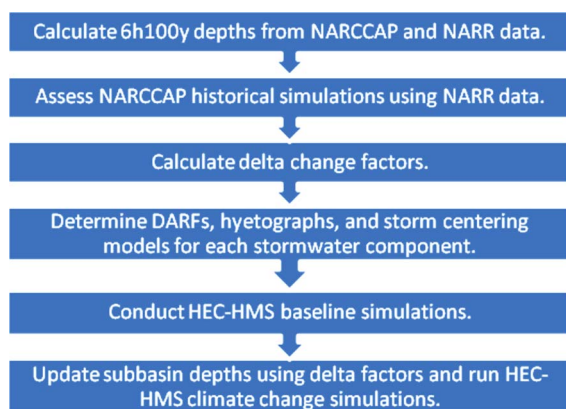 Calculate 6h100y depths from NARCCAP and NARR data.
Assess NARCCAP historical simulations using NARR data.
Calculate delta change factors.
Determine DARFs, hyetographs, and storm centering
models for each stormwater component.
Conduct HEC-HMS baseline simulations.
Update subbasin depths using delta factors and run HEC-
HMS climate change simulations.